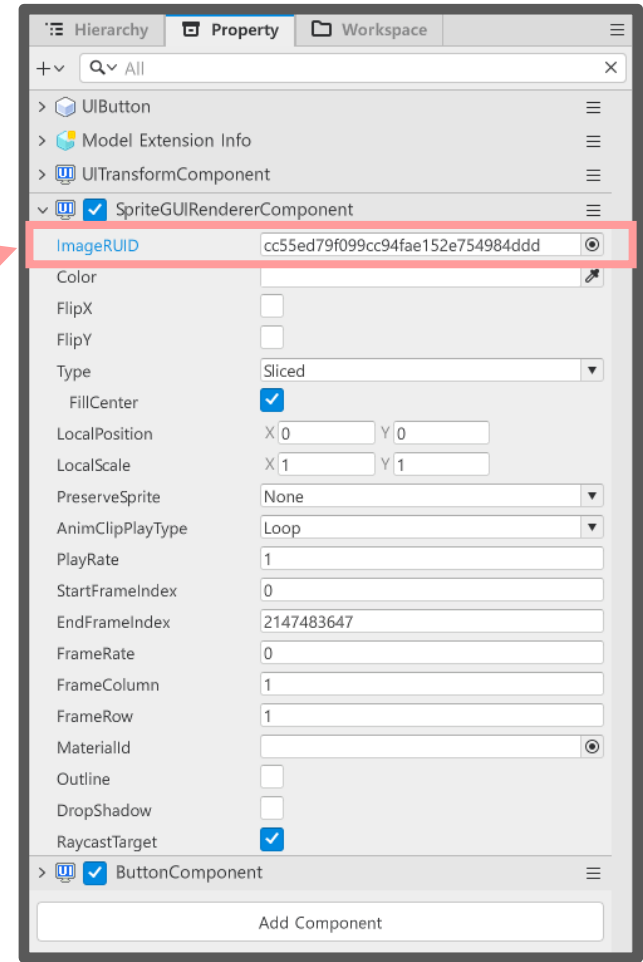 Hierarchy Property Workspace
All
UIButton
Model Extension Info
UITransformComponent
SpriteGUIRendererComponent
ImageRUID cc55ed79f099cc94fae152e754984ddd
Color
FlipX
FlipY
Type Sliced
FillCenter
LocalPosition X 0 Y 0
LocalScale X 1 Y 1
PreserveSprite None
AnimClipPlayType Loop
PlayRate 1
StartFrameIndex 0
EndFrameIndex 2147483647
FrameRate 0
FrameColumn 1
FrameRow 1
MaterialId
Outline
DropShadow
RaycastTarget
ButtonComponent
Add Component